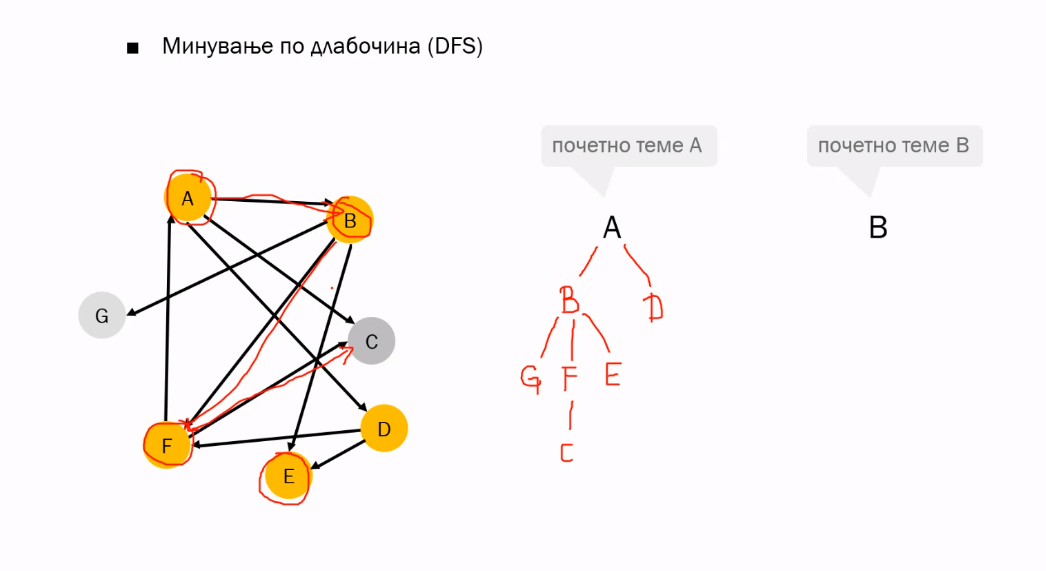 ▪ Минување по длабочина (DFS)
почетно теме A
почетно теме B
A
B
A
B
B
D
G
C
G
F
E
F
D
E
C